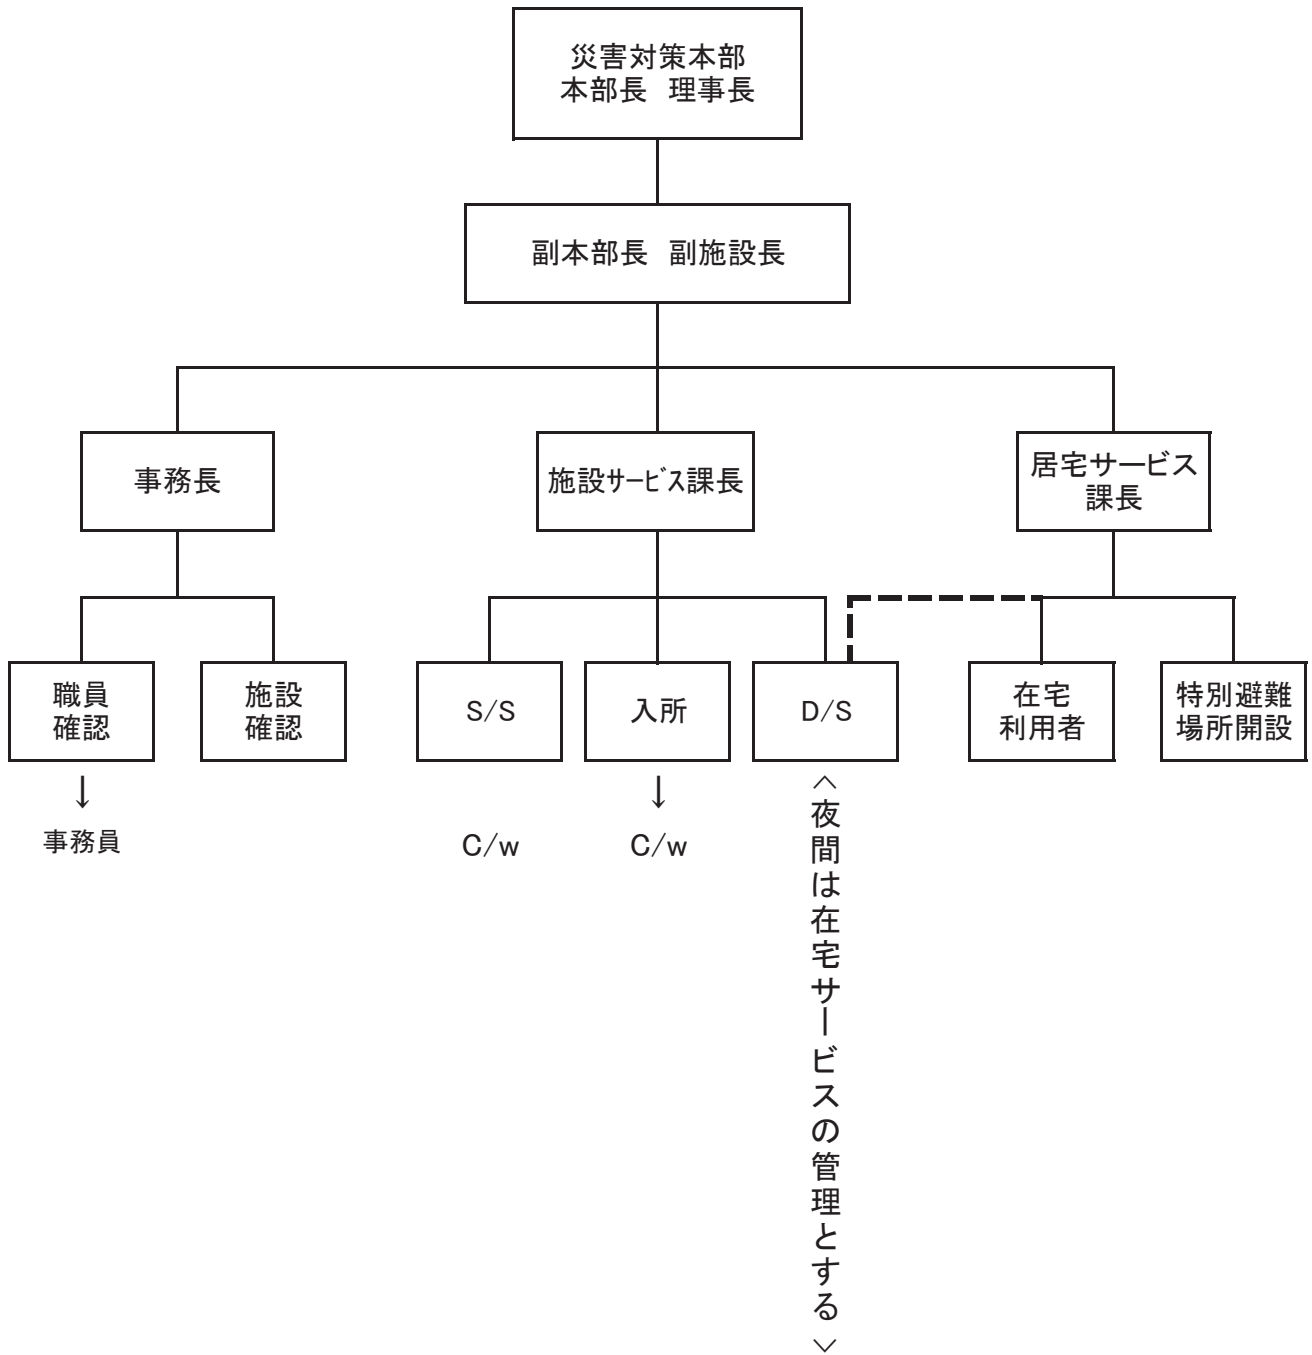 災害対策本部
本部長　理事長
副本部長　副施設長
事務長
施設ｻｰﾋﾞｽ課長
居宅サービス
課長
職員
確認
施設
確認
S/S
入所
D/S
在宅
利用者
特別避難
場所開設
↓
事務員
C/w
↓
C/w
〈夜間は在宅サービスの管理とする〉